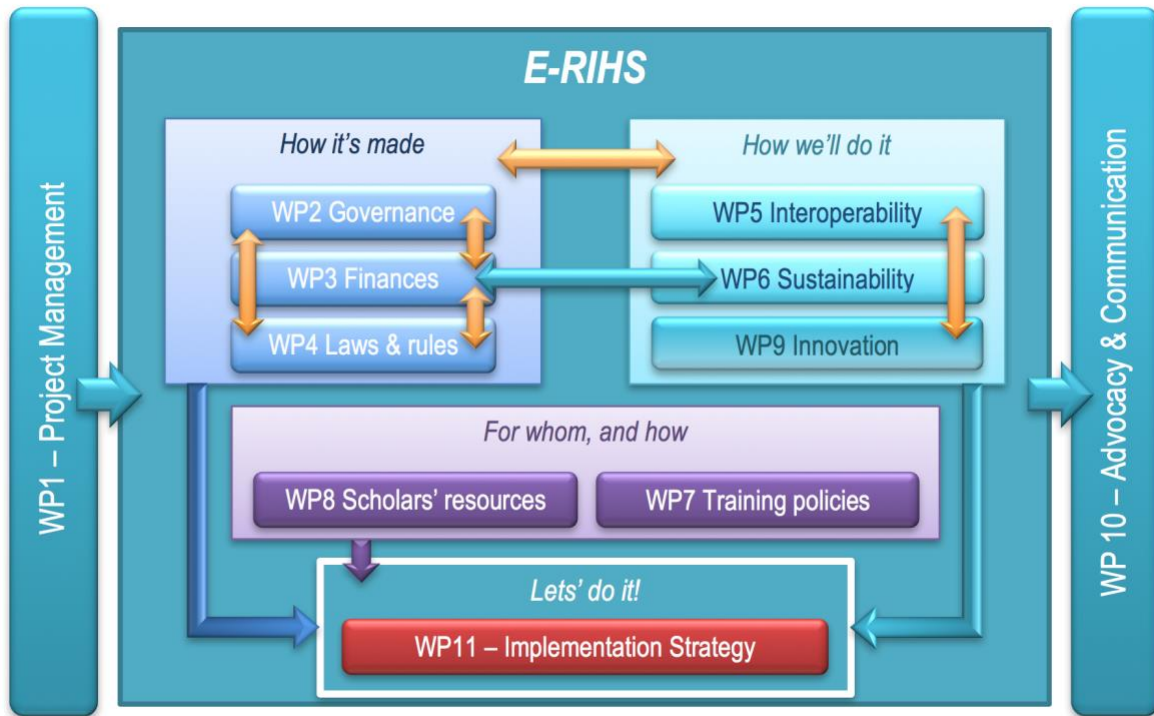 WP1 – Project Management
E-RIHS
How it's made
WP2 Governance
WP3 Finances
WP4 Laws & rules
How we'll do it
WP5 Interoperability
WP6 Sustainability
WP9 Innovation
For whom, and how
WP8 Scholars' resources
WP7 Training policies
Lets' do it!
WP11 – Implementation Strategy
WP 10 – Advocacy & Communication